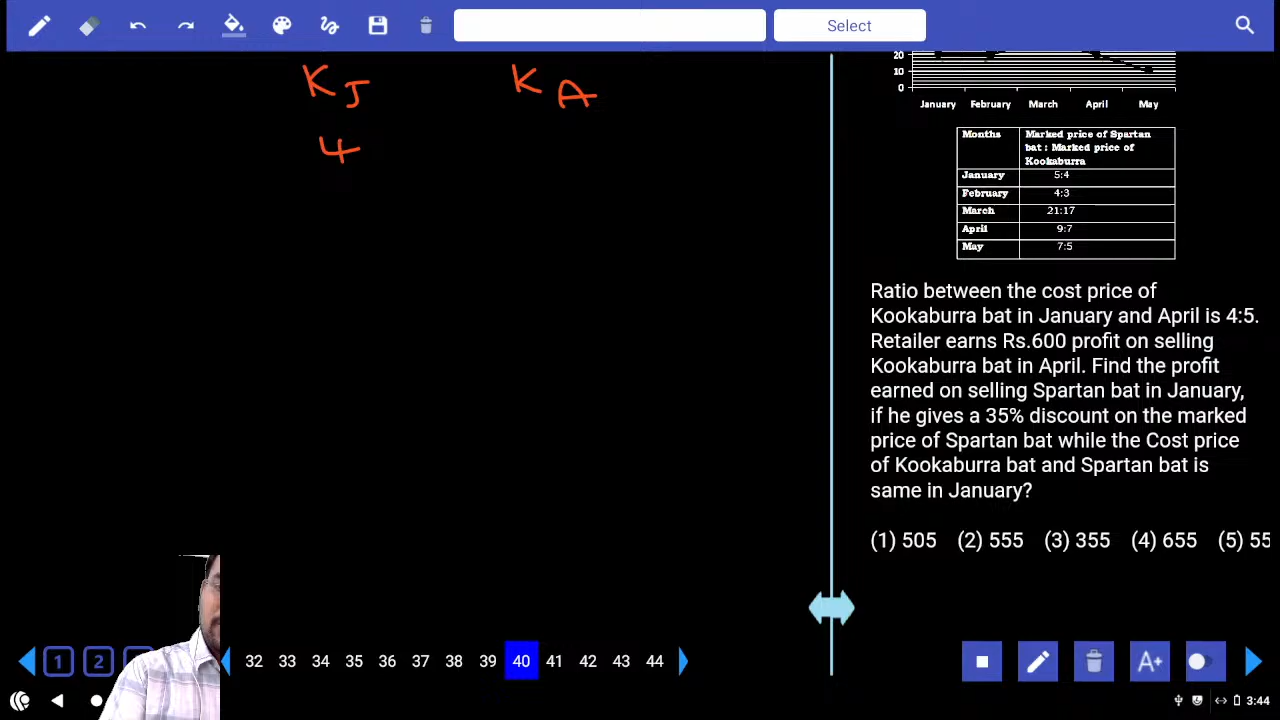 Select
20
10
0
January February March April May
K J K A
4
Months Marked price of Spartan bat : Marked price of Kookaburra
January 5:4
February 4:3
March 21:17
April 9:7
May 7:5
Ratio between the cost price of
Kookaburra bat in January and April is 4:5.
Retailer earns Rs.600 profit on selling
Kookaburra bat in April. Find the profit
earned on selling Spartan bat in January,
if he gives a 35% discount on the marked
price of Spartan bat while the Cost price
of Kookaburra bat and Spartan bat is
same in January?
(1) 505 (2) 555 (3) 355 (4) 655 (5) 55
1 2 32 33 34 35 36 37 38 39 40 41 42 43 44 A+
3:44